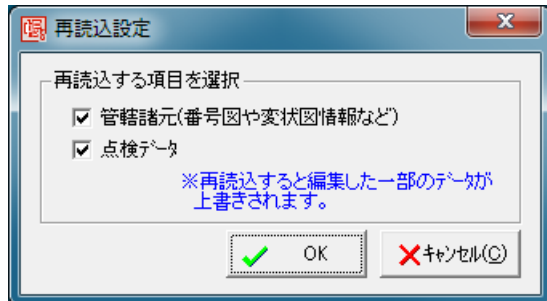 再読込設定
再読込する項目を選択
管轄諸元(番号図や変状図情報など)
点検ﾃﾞｰﾀ
※再読込すると編集した一部のﾃﾞｰﾀが
上書きされます。
OK
ｷｬﾝｾﾙ(C)